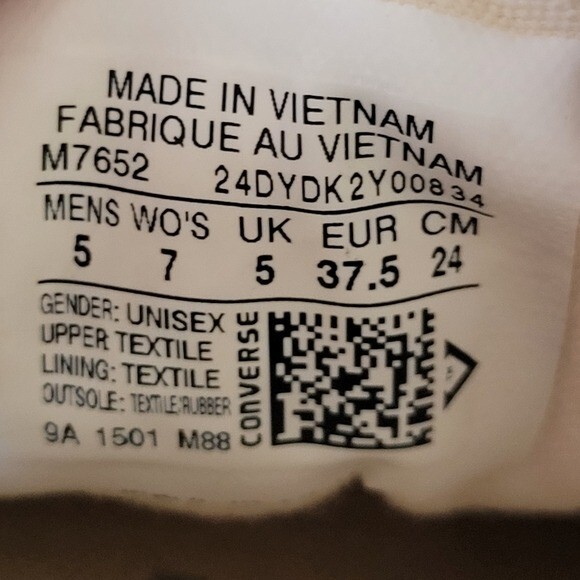 MADE IN VIETNAM
FABRIQUE AU VIETNAM
M7652 24DYDK2Y00834
MENS WO'S UK EUR CM
5 7 5 37.5 24
GENDER: UNISEX
UPPER TEXTILE
LINING: TEXTILE
OUTSOLE: TEXTILE/RUBBER
9A 1501 M88
CONVERSE